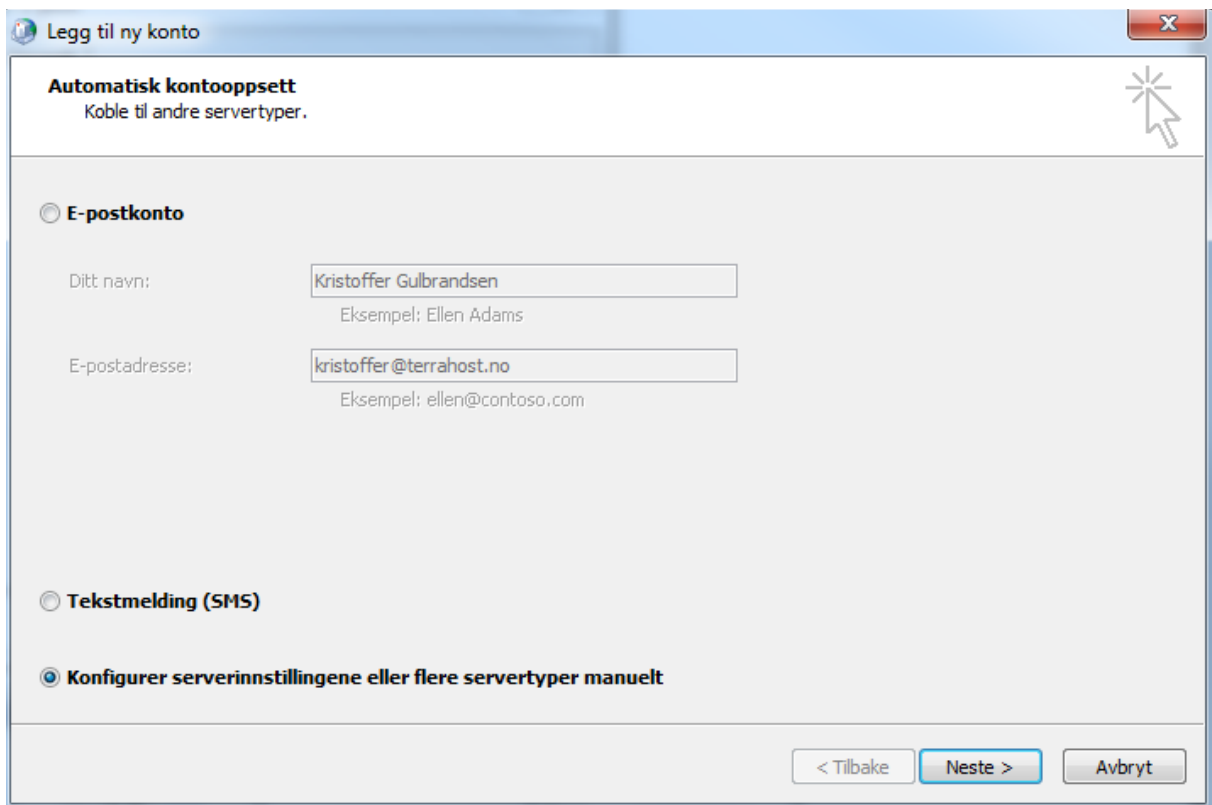 Legg til ny konto
Automatisk kontooppsett
Koble til andre servertyper.
E-postkonto
Ditt navn:
Kristoffer Gulbrandsen
Eksempel: Ellen Adams
E-postadresse:
kristoffer@terrahost.no
Eksempel: ellen@contoso.com
Tekstmelding (SMS)
Konfigurer serverinnstillingene eller flere servertyper manuelt
< Tilbake
Neste >
Avbryt